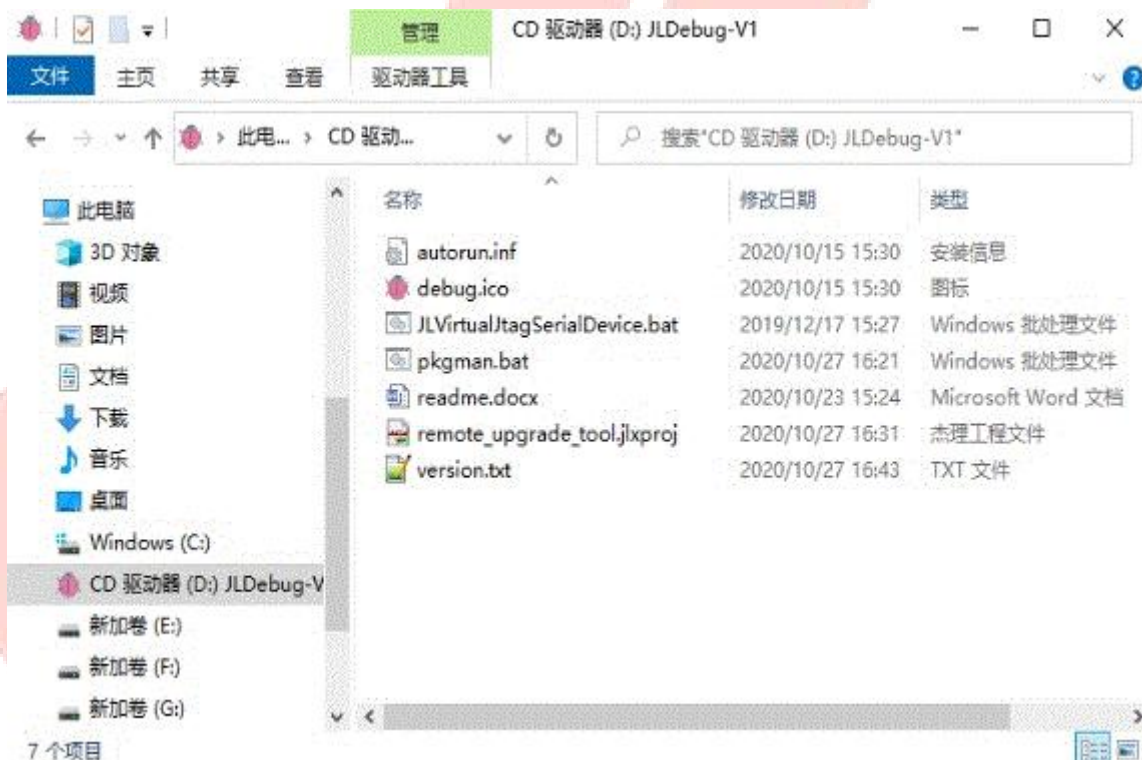 管理 CD 驱动器 (D:) JLDebug-V1
文件 主页 共享 查看 驱动器工具
此电... › CD 驱动... 搜索"CD 驱动器 (D:) JLDebug-V1"
此电脑
3D 对象
视频
图片
文档
下载
音乐
桌面
Windows (C:)
CD 驱动器 (D:) JLDebug-V
新加卷 (E:)
新加卷 (F:)
新加卷 (G:)
名称 修改日期 类型
autorun.inf 2020/10/15 15:30 安装信息
debug.ico 2020/10/15 15:30 图标
JLVirtualJtagSerialDevice.bat 2019/12/17 15:27 Windows 批处理文件
pkgman.bat 2020/10/27 16:21 Windows 批处理文件
readme.docx 2020/10/23 15:24 Microsoft Word 文档
remote_upgrade_tool.jlxproj 2020/10/27 16:31 杰理工程文件
version.txt 2020/10/27 16:43 TXT 文件
7 个项目